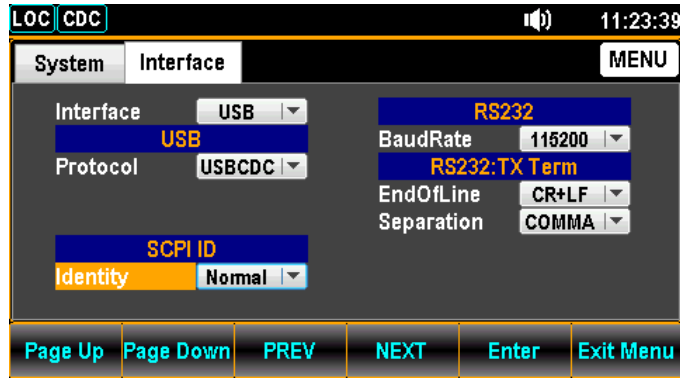 LOC CDC 11:23:39
System Interface MENU
Interface USB
USB
Protocol USBCDC
SCPI ID
Identity Normal
RS232
BaudRate 115200
RS232:TX Term
EndOfLine CR+LF
Separation COMMA
Page Up Page Down PREV NEXT Enter Exit Menu